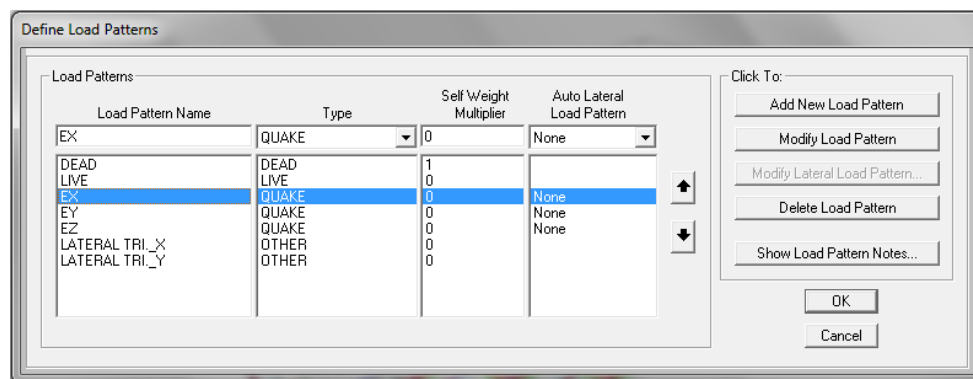 Define Load Patterns
Load Patterns
Click To:
Load Pattern Name Type Self Weight Multiplier Auto Lateral Load Pattern
EX QUAKE 0 None
DEAD DEAD 1
LIVE LIVE 0
EX QUAKE 0 None
EY QUAKE 0 None
EZ QUAKE 0 None
LATERAL TRI._X OTHER 0
LATERAL TRI._Y OTHER 0
Add New Load Pattern
Modify Load Pattern
Modify Lateral Load Pattern...
Delete Load Pattern
Show Load Pattern Notes...
OK
Cancel